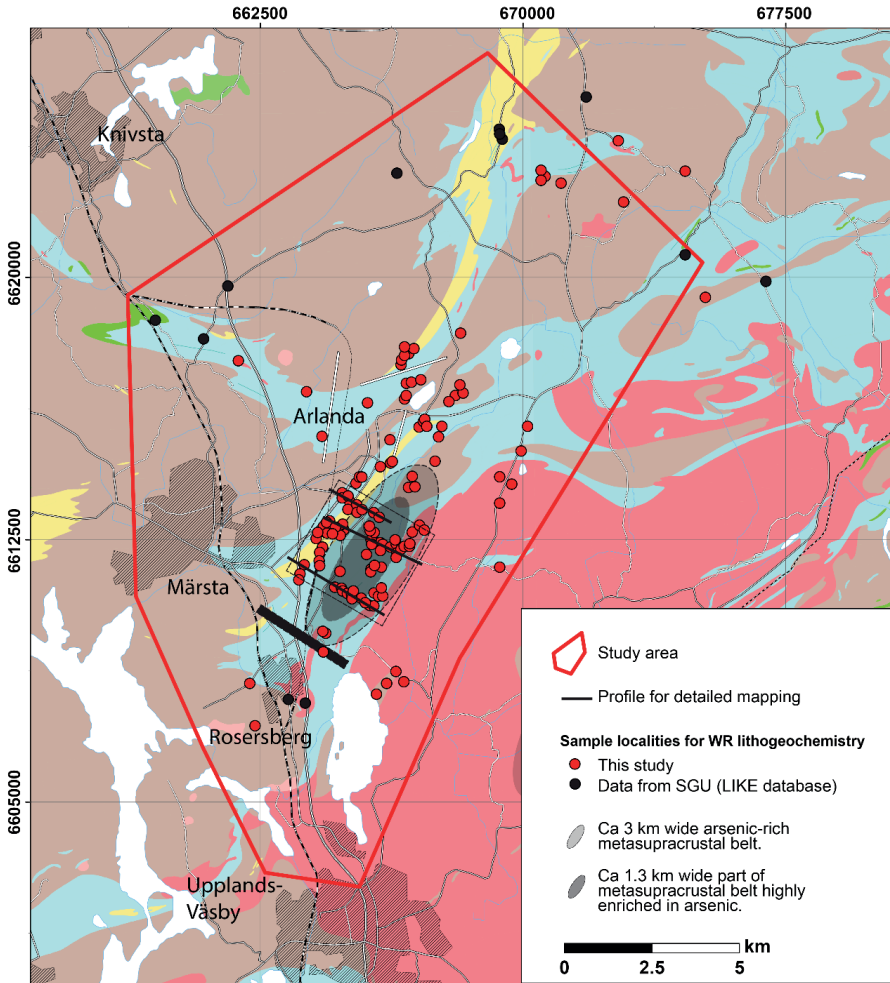 662500
670000
677500
Knivsta
6620000
Arlanda
6612500
Märsta
Rosersberg
6605000
Upplands-
Väsby
Study area
Profile for detailed mapping
Sample localities for WR lithogeochemistry
This study
Data from SGU (LIKE database)
Ca 3 km wide arsenic-rich
metasupracrustal belt.
Ca 1.3 km wide part of
metasupracrustal belt highly
enriched in arsenic.
km
0 2.5 5